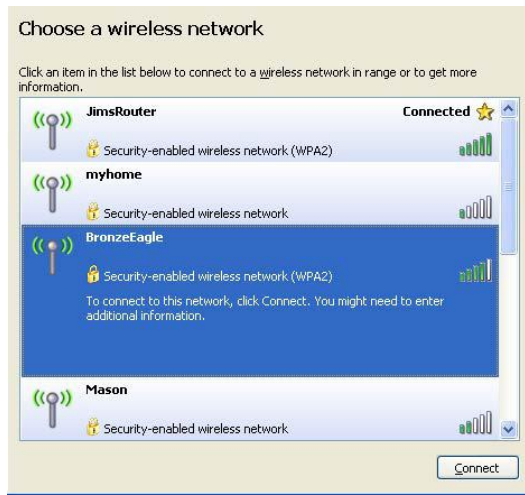 Choose a wireless network
Click an item in the list below to connect to a wireless network in range or to get more
information.
JimsRouter Connected
Security-enabled wireless network (WPA2)
myhome
Security-enabled wireless network
BronzeEagle
Security-enabled wireless network (WPA2)
To connect to this network, click Connect. You might need to enter
additional information.
Mason
Security-enabled wireless network
Connect